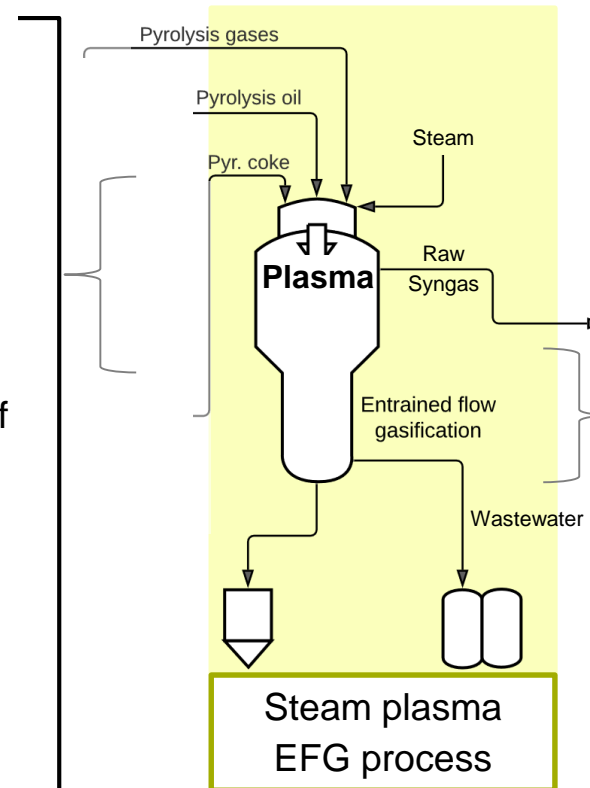 Pyrolysis gases
Pyrolysis oil
Steam
Pyr. coke
Plasma
Raw
Syngas
f
Entrained flow
gasification
Wastewater
Steam plasma
EFG process